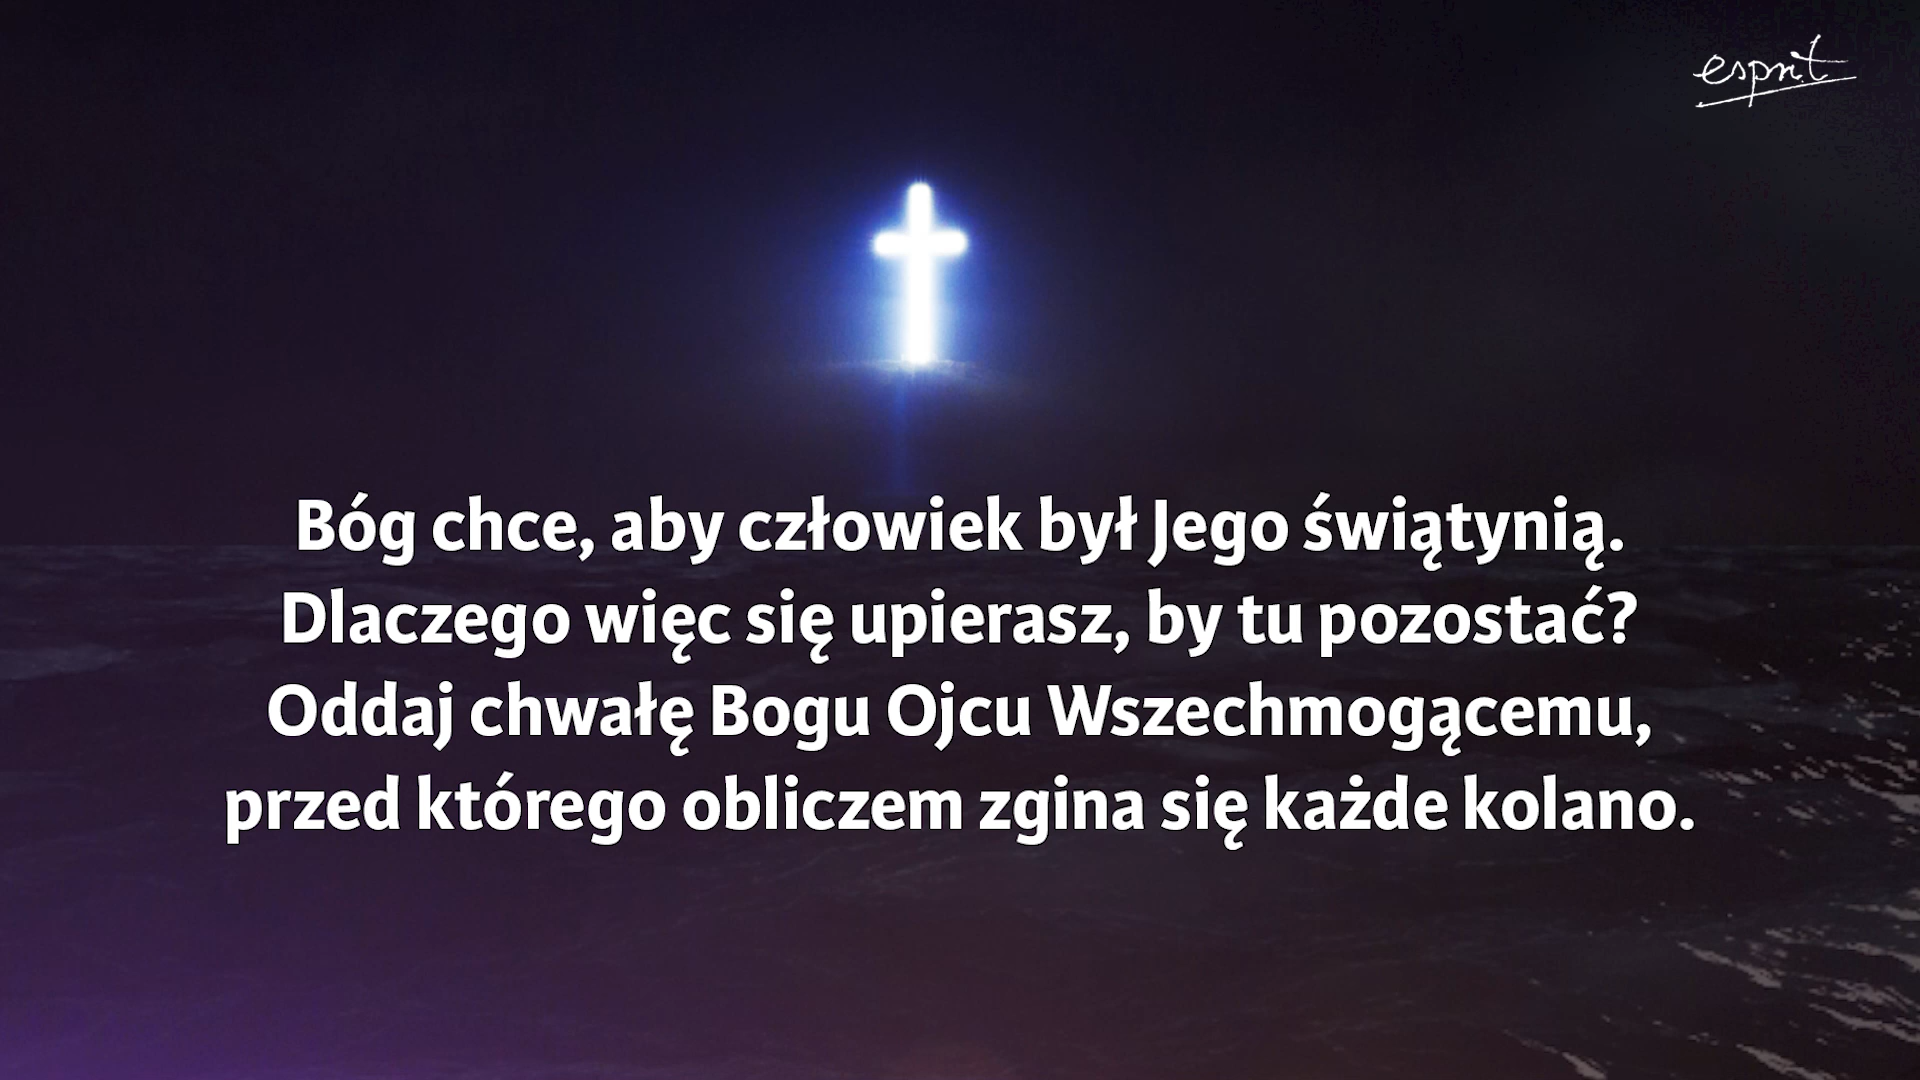 esprit
Bóg chce, aby człowiek był Jego świątynią.
Dlaczego więc się upierasz, by tu pozostać?
Oddaj chwałę Bogu Ojcu Wszechmogącemu,
przed którego obliczem zgina się każde kolano.